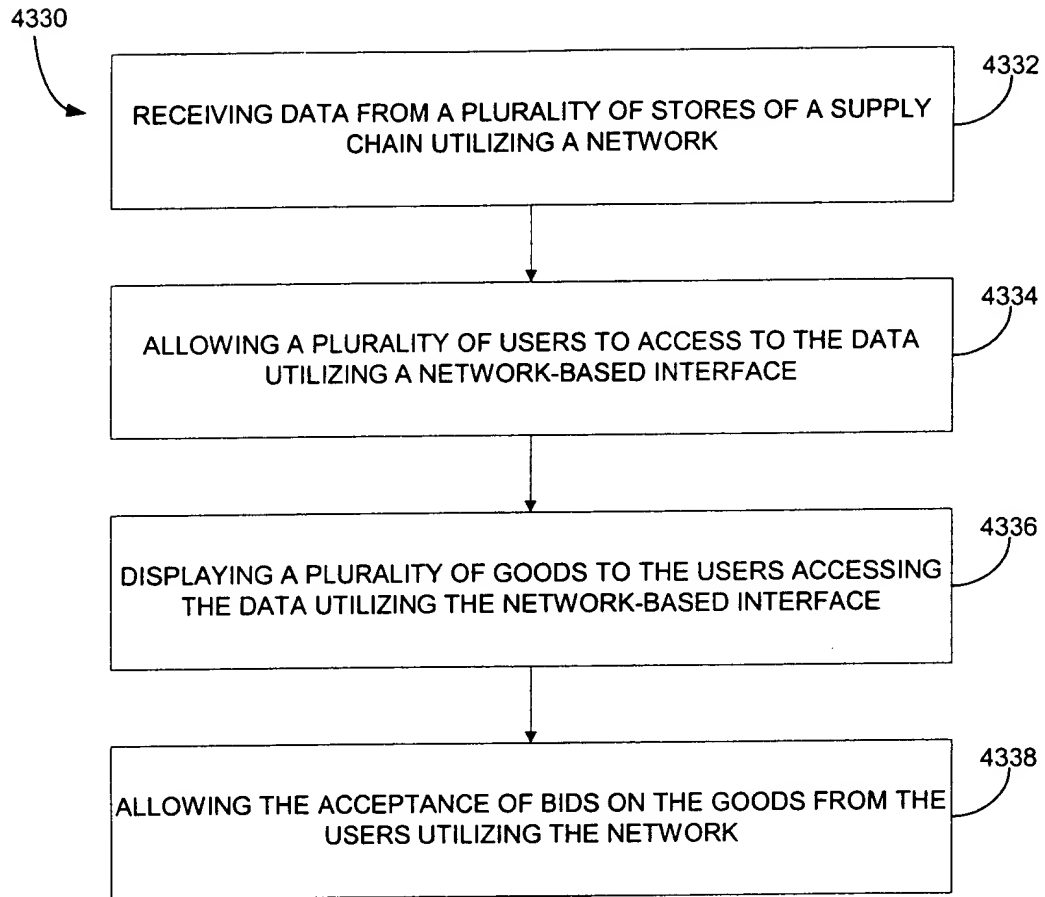 4330
4332
RECEIVING DATA FROM A PLURALITY OF STORES OF A SUPPLY
CHAIN UTILIZING A NETWORK
4334
ALLOWING A PLURALITY OF USERS TO ACCESS TO THE DATA
UTILIZING A NETWORK-BASED INTERFACE
4336
DISPLAYING A PLURALITY OF GOODS TO THE USERS ACCESSING
THE DATA UTILIZING THE NETWORK-BASED INTERFACE
4338
ALLOWING THE ACCEPTANCE OF BIDS ON THE GOODS FROM THE
USERS UTILIZING THE NETWORK